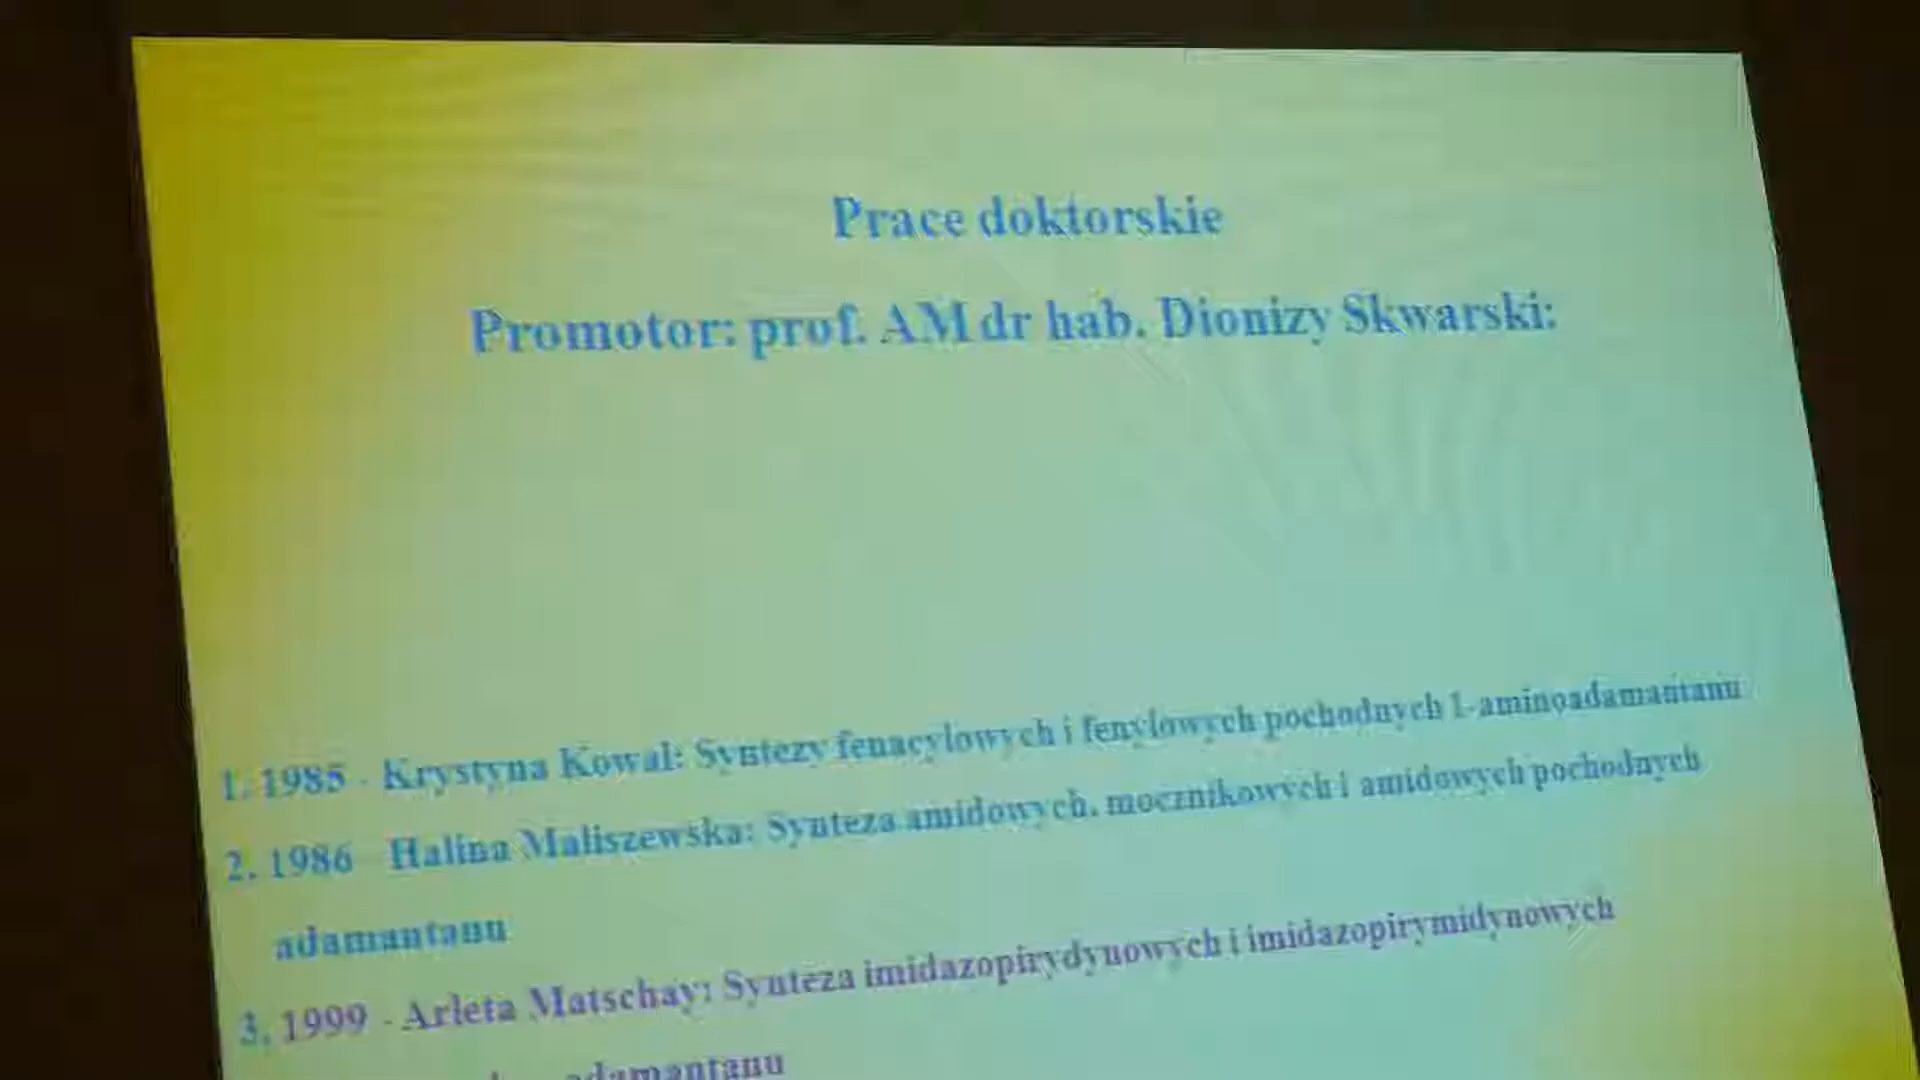 Prace doktorskie
Promotor: prof. AM dr hab. Dionizy Skwarski:
1. 1985 - Krystyna Kowal: Syntezy fenacylowych i fenylowych pochodnych 1-aminoadamantanu
2. 1986 - Halina Maliszewska: Synteza amidowych, mocznikowych i amidowych pochodnych
adamantanu
3. 1999 - Arleta Matschay: Synteza imidazopirydynowych i imidazopirymidynowych
adamantanu